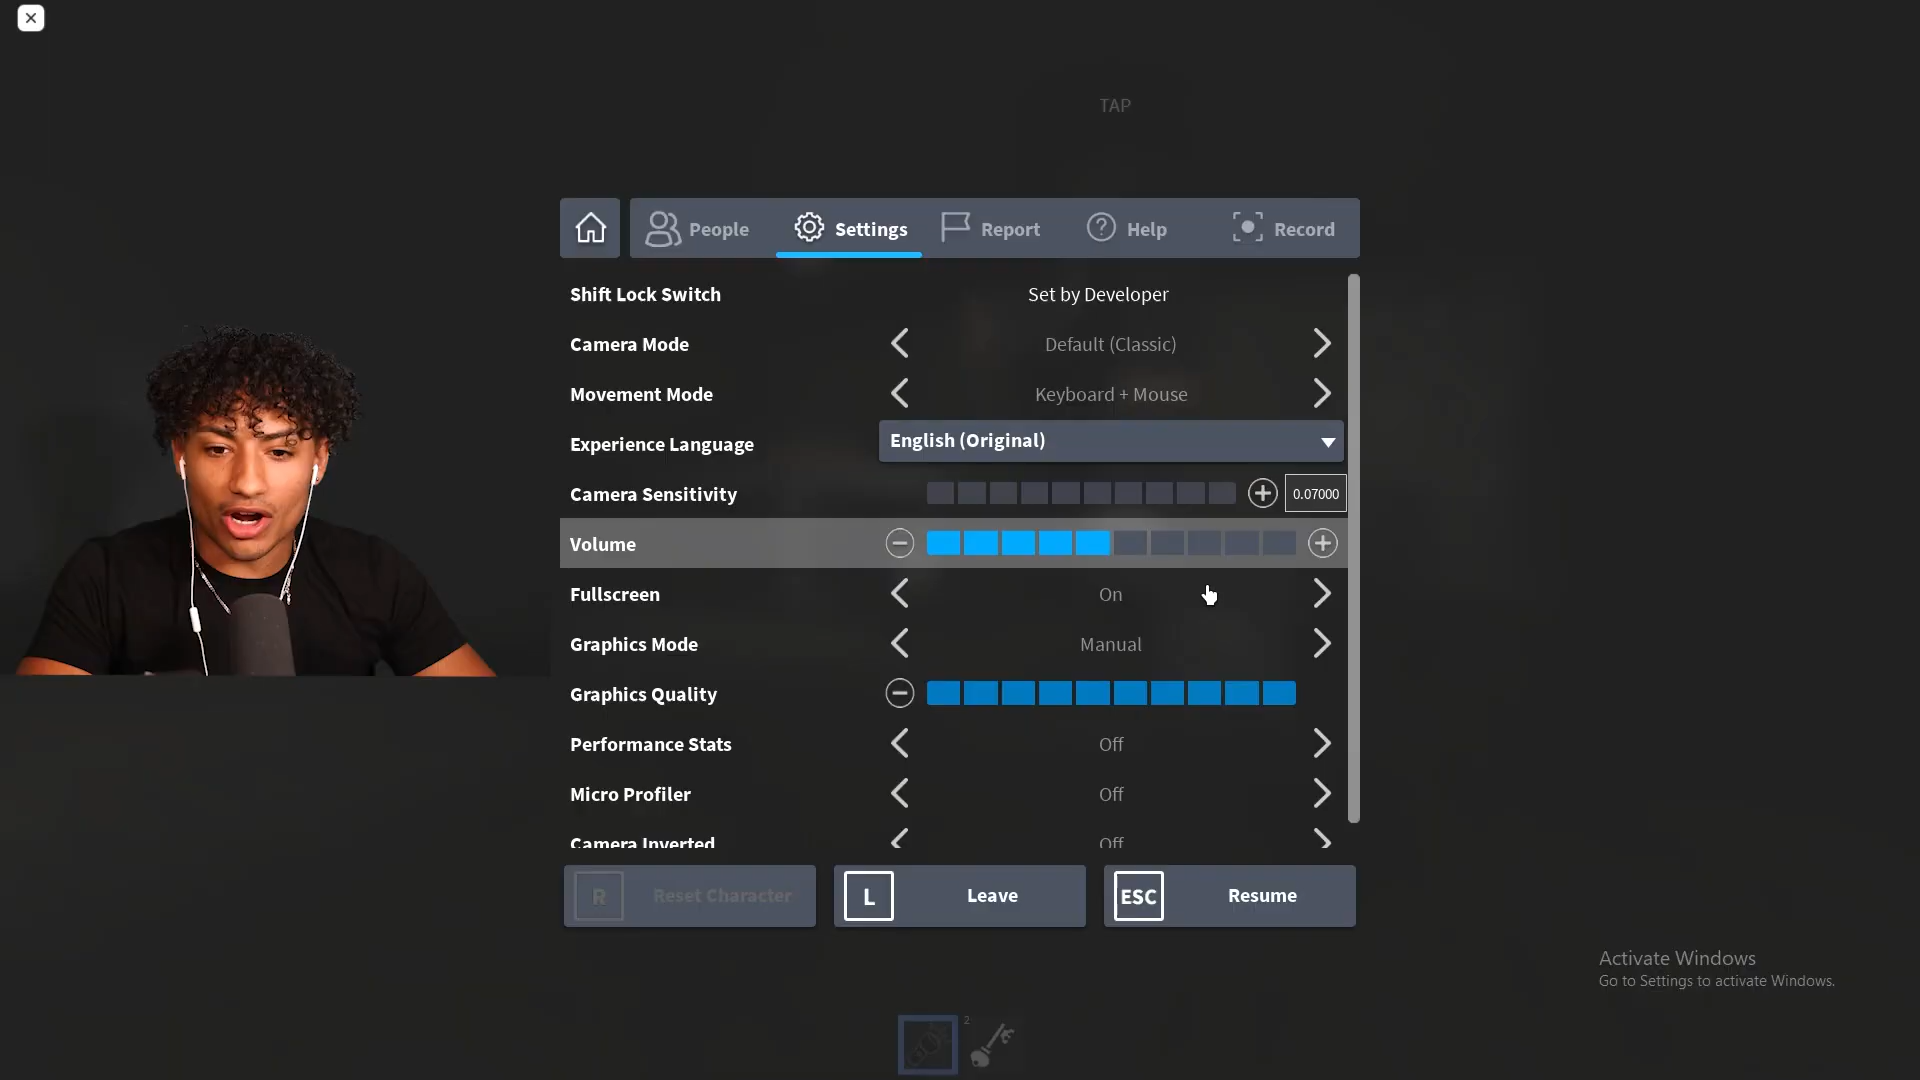 TAP
People
Settings
Report
Help
Record
Shift Lock Switch
Set by Developer
Camera Mode
Default (Classic)
Movement Mode
Keyboard + Mouse
Experience Language
English (Original)
Camera Sensitivity
0.07000
Volume
Fullscreen
On
Graphics Mode
Manual
Graphics Quality
Performance Stats
Off
Micro Profiler
Off
Camera Inverted
Off
R
Reset Character
L
Leave
ESC
Resume
Activate Windows
Go to Settings to activate Windows.
2